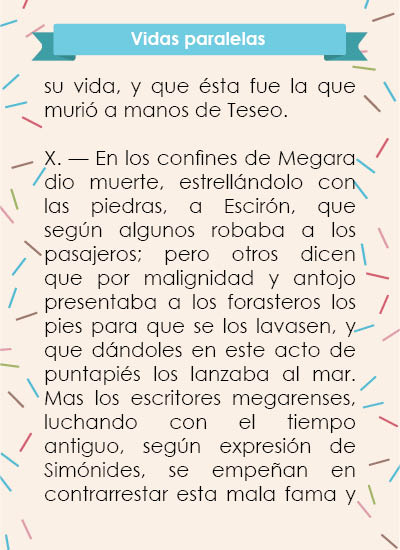 Vidas paralelas
su vida, y que ésta fue la que
murió a manos de Teseo.
X. — En los confines de Megara
dio muerte, estrellándolo con
las piedras, a Escirón, que
según algunos robaba a los
pasajeros; pero otros dicen
que por malignidad y antojo
presentaba a los forasteros los
pies para que se los lavasen, y
que dándoles en este acto de
puntapiés los lanzaba al mar.
Mas los escritores megarenses,
luchando con el tiempo
antiguo, según expresión de
Simónides, se empeñan en
contrarrestar esta mala fama y